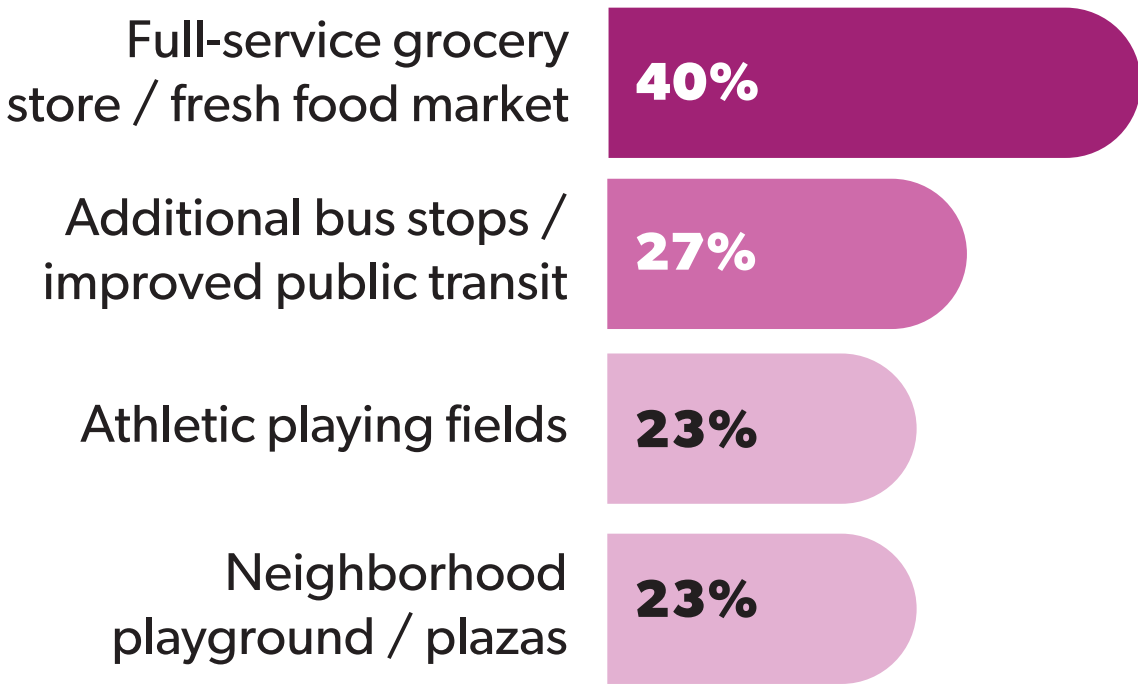 Full-service grocery
store / fresh food market
40%
Additional bus stops /
improved public transit
27%
Athletic playing fields
23%
Neighborhood
playground / plazas
23%